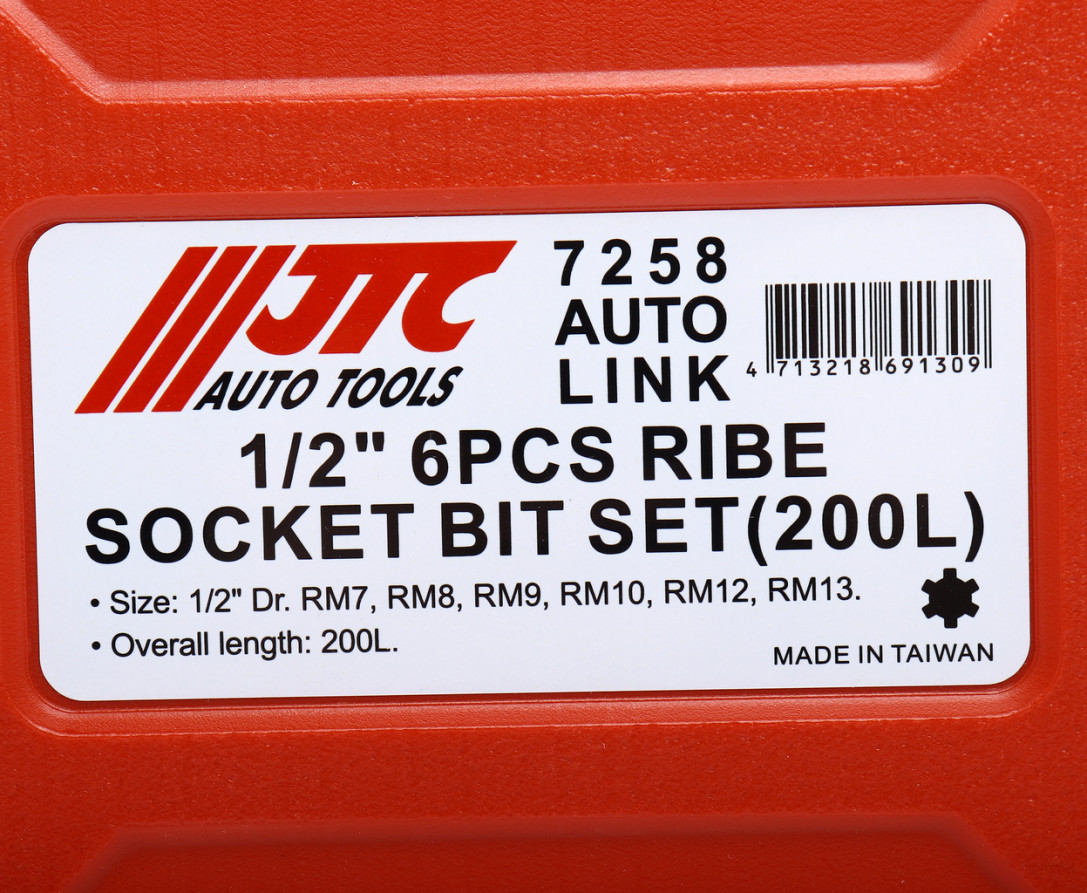 JTC
AUTO TOOLS
7258
AUTO
LINK
4 713218 691309
1/2" 6PCS RIBE
SOCKET BIT SET(200L)
• Size: 1/2" Dr. RM7, RM8, RM9, RM10, RM12, RM13.
• Overall length: 200L.
MADE IN TAIWAN